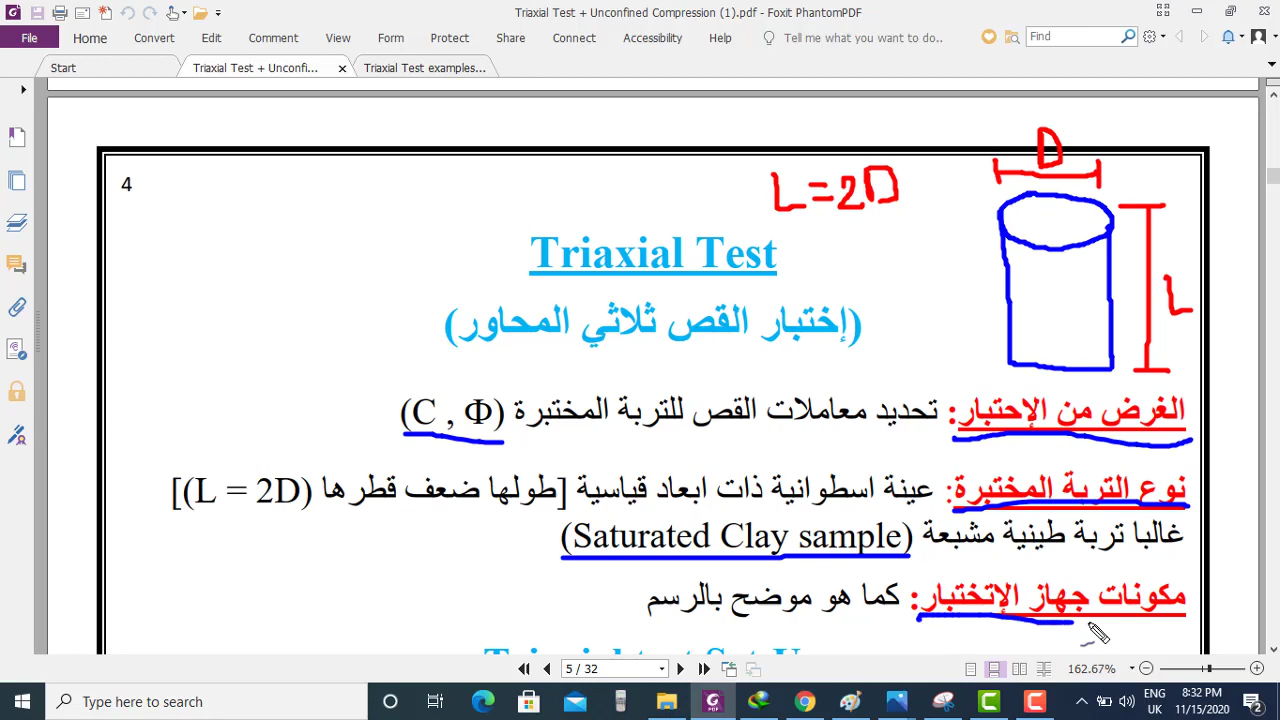 Triaxial Test + Unconfined Compression (1).pdf - Foxit PhantomPDF
File Home Convert Edit Comment View Form Protect Share Connect Accessibility Help Tell me what you want to do.. Find
Start Triaxial Test + Unconfi... Triaxial Test examples...
D
4
L=2D
Triaxial Test
L
(إختبار القص ثلاثي المحاور)
الغرض من الإختبار: تحديد معاملات القص للتربة المختبرة (C , Φ)
نوع التربة المختبرة: عينة اسطوانية ذات ابعاد قياسية [طولها ضعف قطرها (L = 2D)]
غالبا تربة طينية مشبعة (Saturated Clay sample)
مكونات جهاز الإتختبار: كما هو موضح بالرسم
5 / 32 162.67%
Type here to search
ENG 8:32 PM
UK 11/15/2020 2